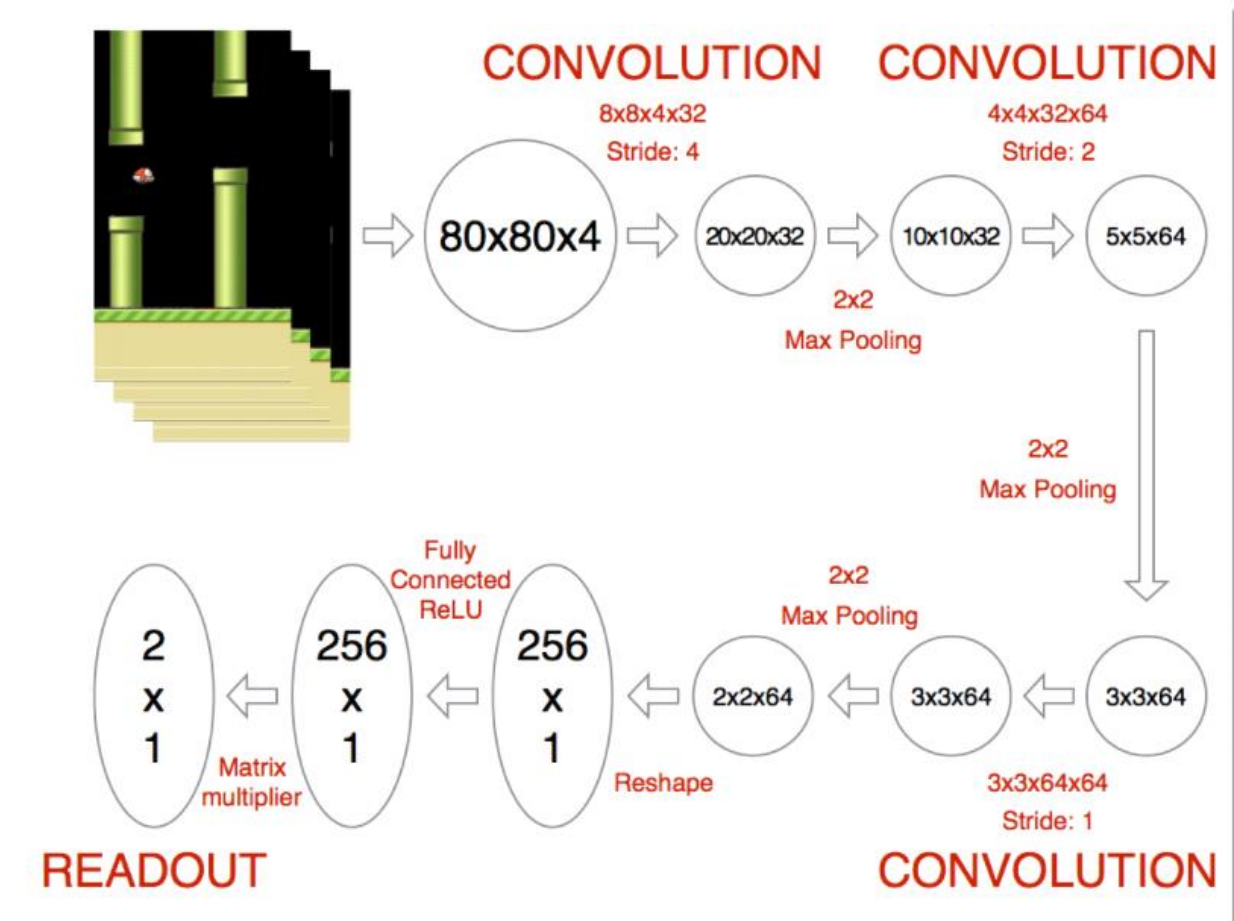 CONVOLUTION
8x8x4x32
Stride: 4
CONVOLUTION
4x4x32x64
Stride: 2
80x80x4
20x20x32
10x10x32
5x5x64
2x2
Max Pooling
2x2
Max Pooling
3x3x64
3x3x64x64
Stride: 1
CONVOLUTION
3x3x64
2x2
Max Pooling
2x2x64
Reshape
256
x
1
Fully
Connected
ReLU
256
x
1
Matrix
multiplier
2
x
1
READOUT